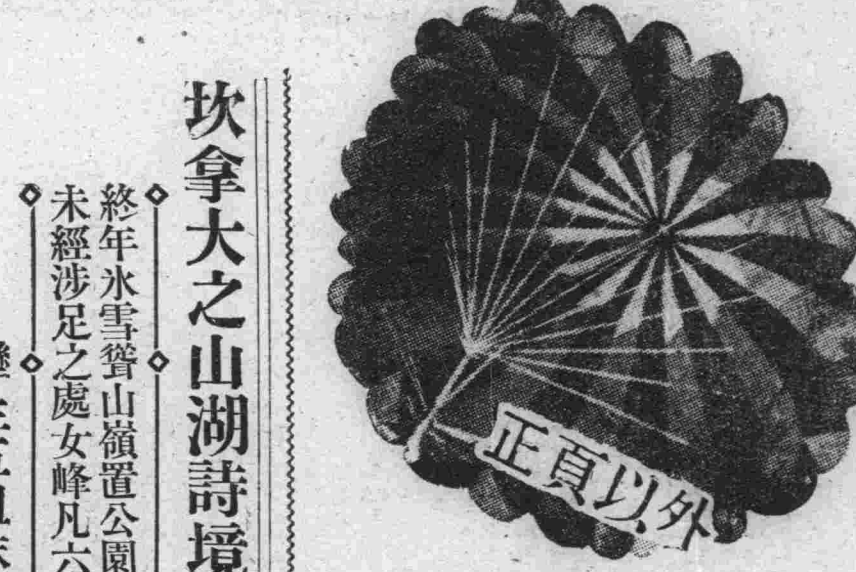 正頁以外
坎拿大之山湖詩境
終年氷雪聳山嶺置公園
未經涉足之處女峰凡六